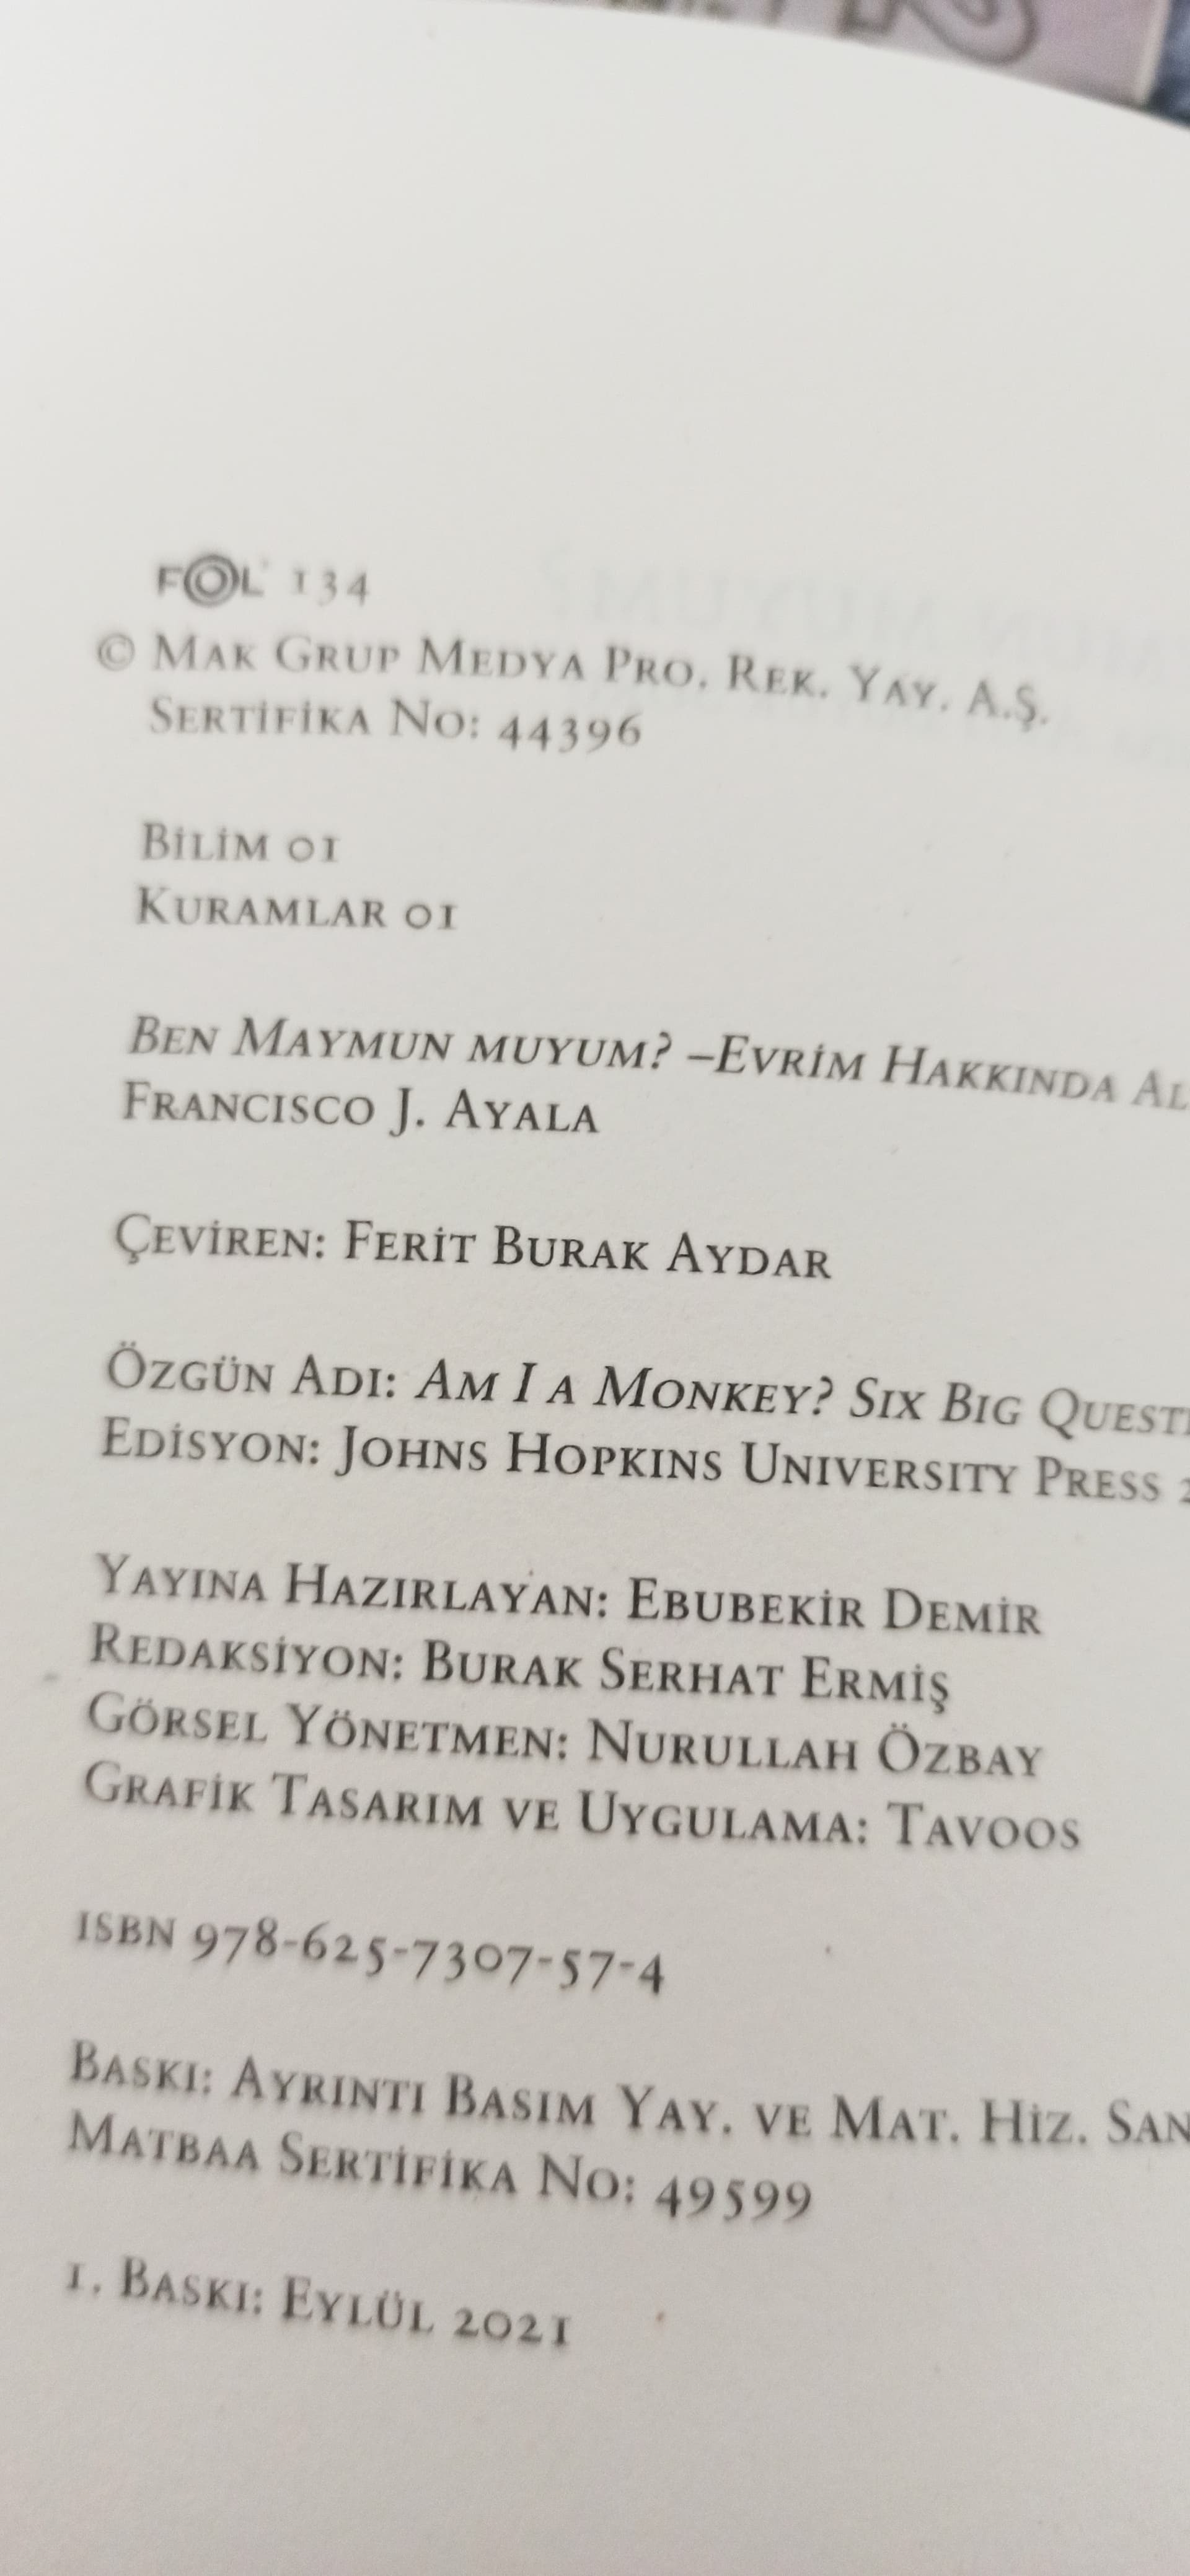 FOL 134
© Mak Grup Medya Pro. Rek. Yay. A.Ş.
Sertifika No: 44396
Bilim 01
Kuramlar 01
Ben Maymun muyum? –Evrim Hakkında
Francisco J. Ayala
Çeviren: Ferit Burak Aydar
Özgün Adı: Am I a Monkey? Six Big
Edisyon: Johns Hopkins University Press
Yayına Hazırlayan: Ebubekir Demir
Redaksiyon: Burak Serhat Ermiş
Görsel Yönetmen: Nurullah Özbay
Grafik Tasarım ve Uygulama: Tavoos
ISBN 978-625-7307-57-4
Baskı: Ayrıntı Basım Yay. ve Mat. Hiz. San
Matbaa Sertifika No: 49599
1. Baskı: Eylül 2021